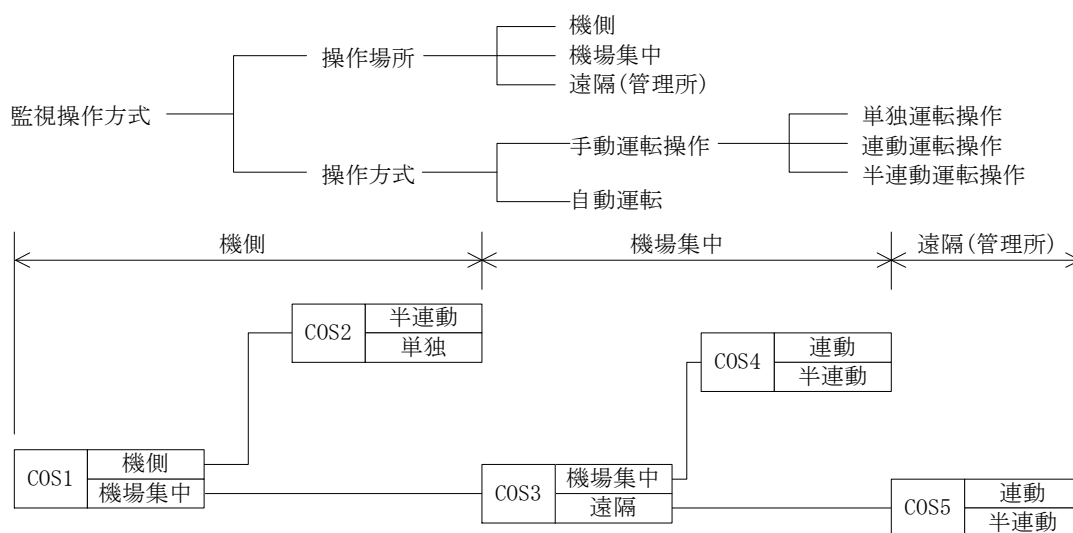 監視操作方式
操作場所
機側
機場集中
遠隔(管理所)
操作方式
手動運転操作
単独運転操作
連動運転操作
半連動運転操作
自動運転
機側
機場集中
遠隔(管理所)
COS1
機側
機場集中
COS2
半連動
単独
COS3
機場集中
遠隔
COS4
連動
半連動
COS5
連動
半連動